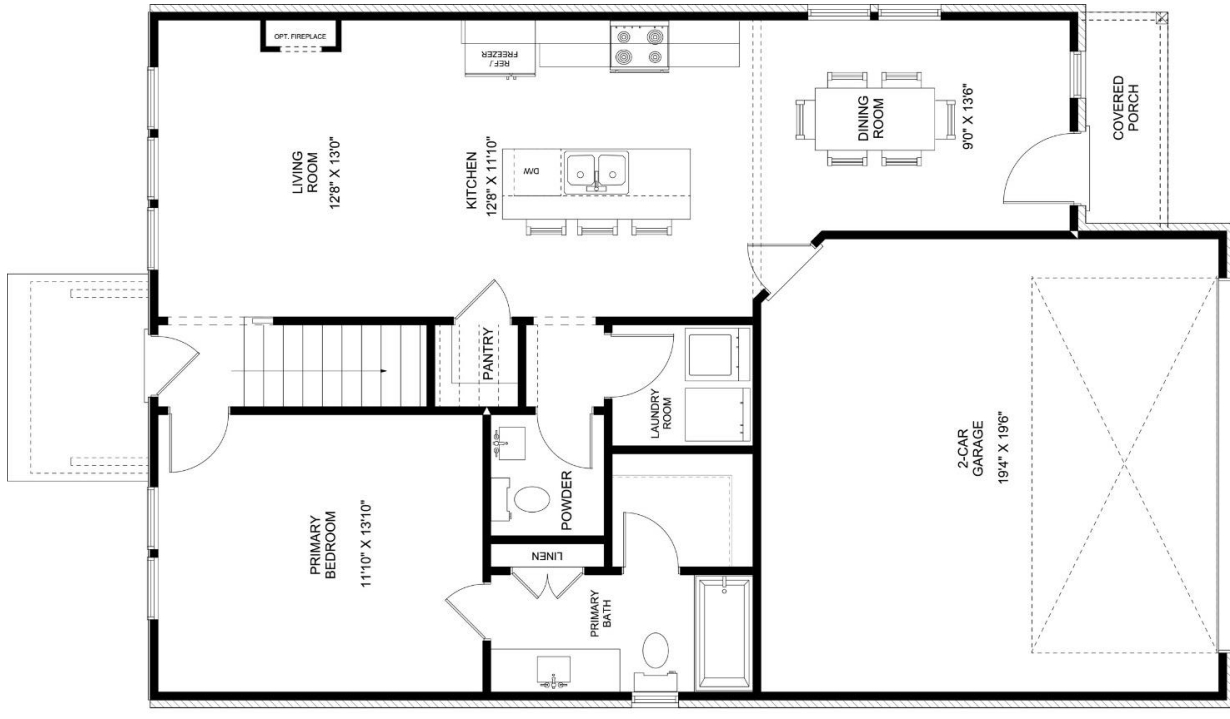 OPT. FIREPLACE
REF./
FREEZER
LIVING
ROOM
12'8" X 13'0"
KITCHEN
12'8" X 11'10"
D/W
DINING
ROOM
9'0" X 13'6"
COVERED
PORCH
PANTRY
LAUNDRY
ROOM
POWDER
LINEN
PRIMARY
BEDROOM
11'10" X 13'10"
PRIMARY
BATH
2-CAR
GARAGE
19'4" X 19'6"